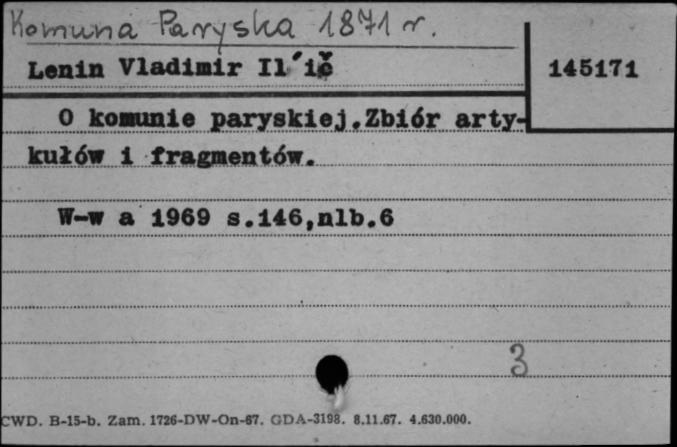 Komuna Paryska 1871 r.
Lenin Vladimir Il´ič
145171
O komunie paryskiej.Zbiór arty-
kułów i fragmentów.
W-w a 1969 s.146,nlb.6
3
CWD. B-15-b. Zam. 1726-DW-On-67. GDA-3198. 8.11.67. 4.630.000.